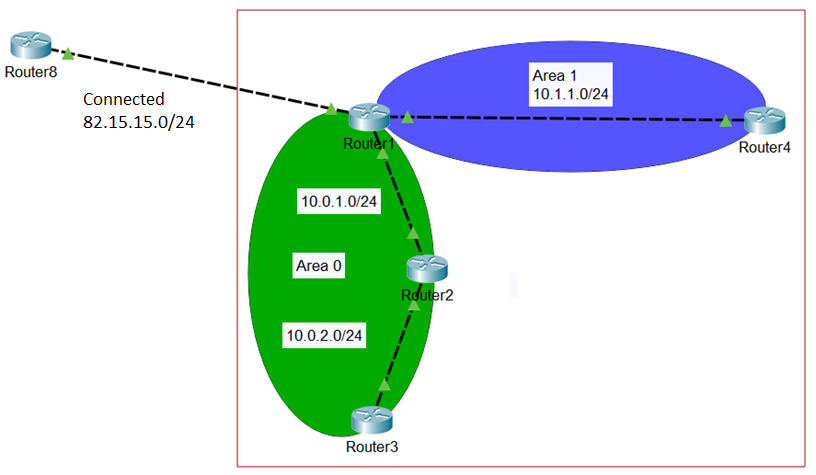 Router8
Connected
82.15.15.0/24
Area 1
10.1.1.0/24
Router1
Router4
10.0.1.0/24
Area 0
Router2
10.0.2.0/24
Router3